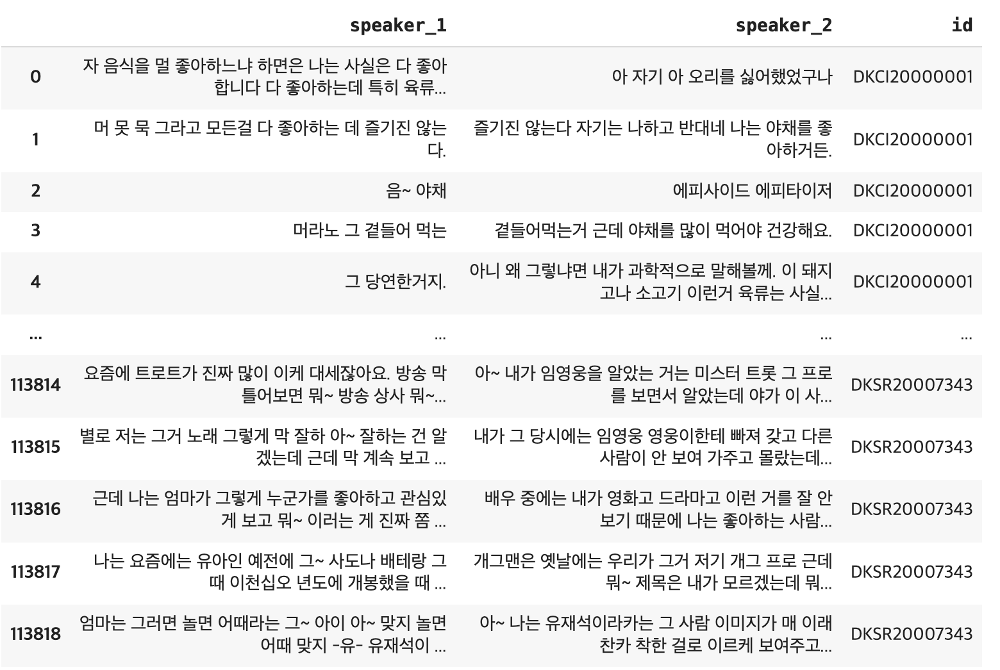 speaker_1 speaker_2 id
0 자 음식을 멀 좋아하느냐 하면은 나는 사실은 다 좋아 아 자기 아 오리를 싫어했었구나 DKCI20000001
합니다 다 좋아하는데 특히 육류...
1 머 못 묵 그라고 모든걸 다 좋아하는 데 즐기진 않는 즐기진 않는다 자기는 나하고 반대네 나는 야채를 좋 DKCI20000001
다. 아하거든.
2 음~ 야채 에피사이드 에피타이저 DKCI20000001
3 머라노 그 곁들어 먹는 곁들어먹는거 근데 야채를 많이 먹어야 건강해요. DKCI20000001
4 그 당연한거지. 아니 왜 그렇냐면 내가 과학적으로 말해볼께. 이 돼지 DKCI20000001
고나 소고기 이런거 육류는 사실...
... ... ... ...
113814 요즘에 트로트가 진짜 많이 이케 대세잖아요. 방송 막 아~ 내가 임영웅을 알았는 거는 미스터 트롯 그 프로 DKSR20007343
틀어보면 뭐~ 방송 상사 뭐~... 를 보면서 알았는데 야가 이 사...
113815 별로 저는 그거 노래 그렇게 막 잘하 아~ 잘하는 건 알 내가 그 당시에는 임영웅 영웅이한테 빠져 갖고 다른 DKSR20007343
겠는데 근데 막 계속 보고 ... 사람이 안 보여 가주고 몰랐는데...
113816 근데 나는 엄마가 그렇게 누군가를 좋아하고 관심있 배우 중에는 내가 영화고 드라마고 이런 거를 잘 안 DKSR20007343
게 보고 뭐~ 이러는 게 진짜 쫌 ... 보기 때문에 나는 좋아하는 사람...
113817 나는 요즘에는 유아인 예전에 그~ 사도나 배테랑 그 개그맨은 옛날에는 우리가 그거 저기 개그 프로 근데 DKSR20007343
때 이천십오 년도에 개봉했을 때 ... 뭐~ 제목은 내가 모르겠는데 뭐...
113818 엄마는 그러면 놀면 어때라는 그~ 아이 아~ 맞지 놀면 아~ 나는 유재석이라카는 그 사람 이미지가 매 이래 DKSR20007343
어때 맞지 -유- 유재석이 ... 찬카 착한 걸로 이르케 보여주고...